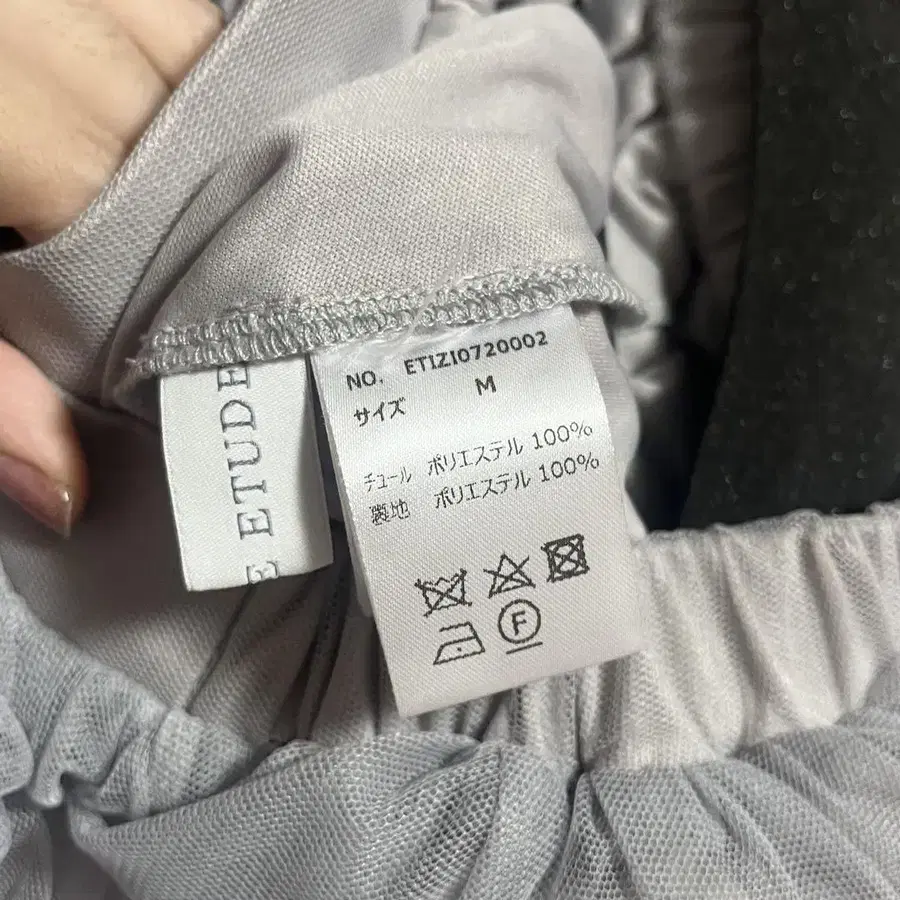 E ETUDE
NO. ETIZI0720002
サイズ M
チュール ポリエステル 100%
裏地 ポリエステル 100%
F